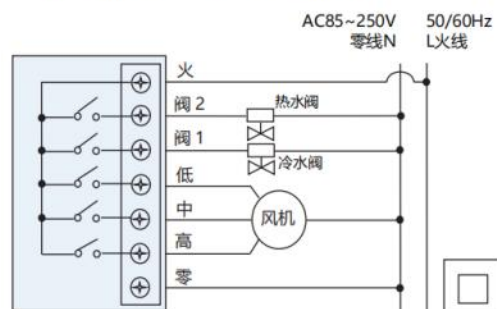 AC85~250V 50/60Hz
零线N L火线
火
阀 2 热水阀
阀 1
冷水阀
低
中 风机
高
零